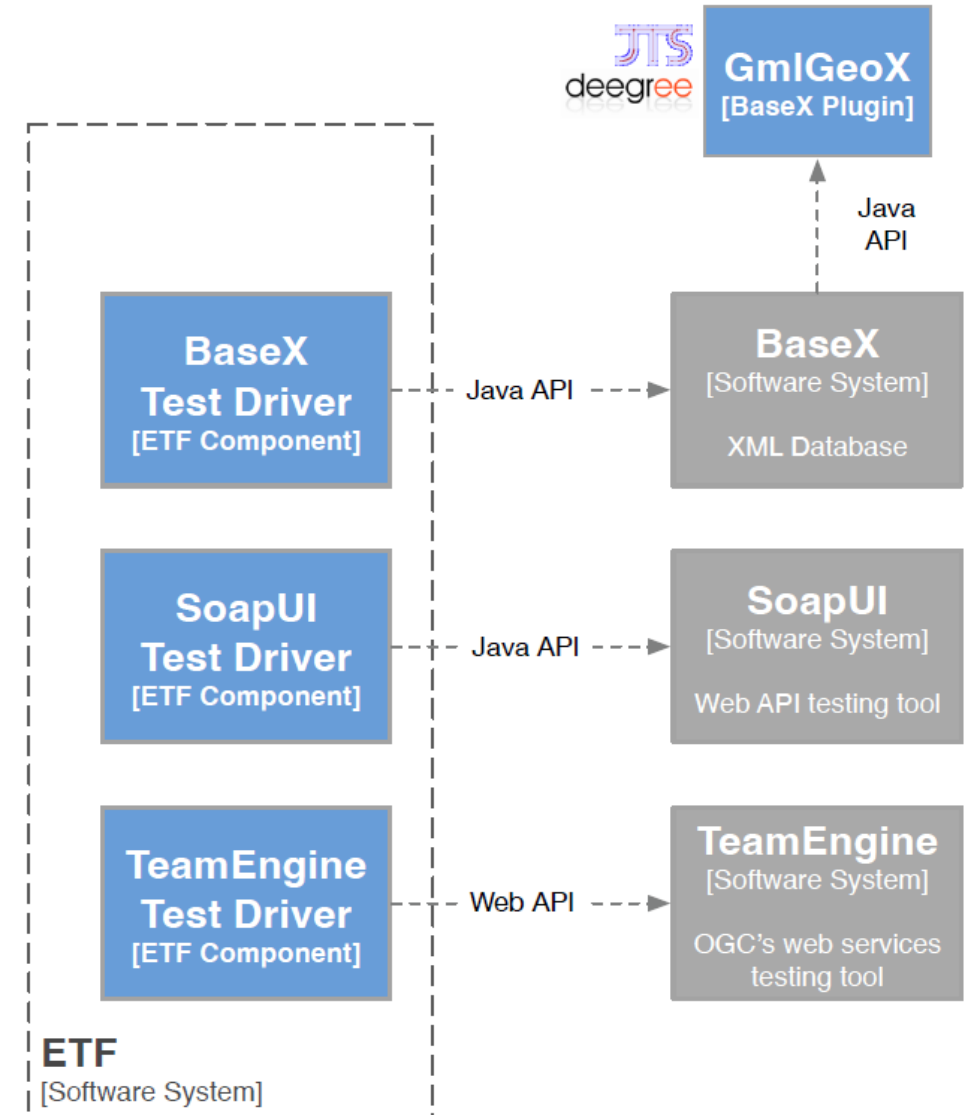 JTS
deegree
GmlGeoX
[BaseX Plugin]
Java
API
BaseX
Test Driver
[ETF Component]
Java API
BaseX
[Software System]
XML Database
SoapUI
Test Driver
[ETF Component]
Java API
SoapUI
[Software System]
Web API testing tool
TeamEngine
Test Driver
[ETF Component]
Web API
TeamEngine
[Software System]
OGC's web services
testing tool
ETF
[Software System]